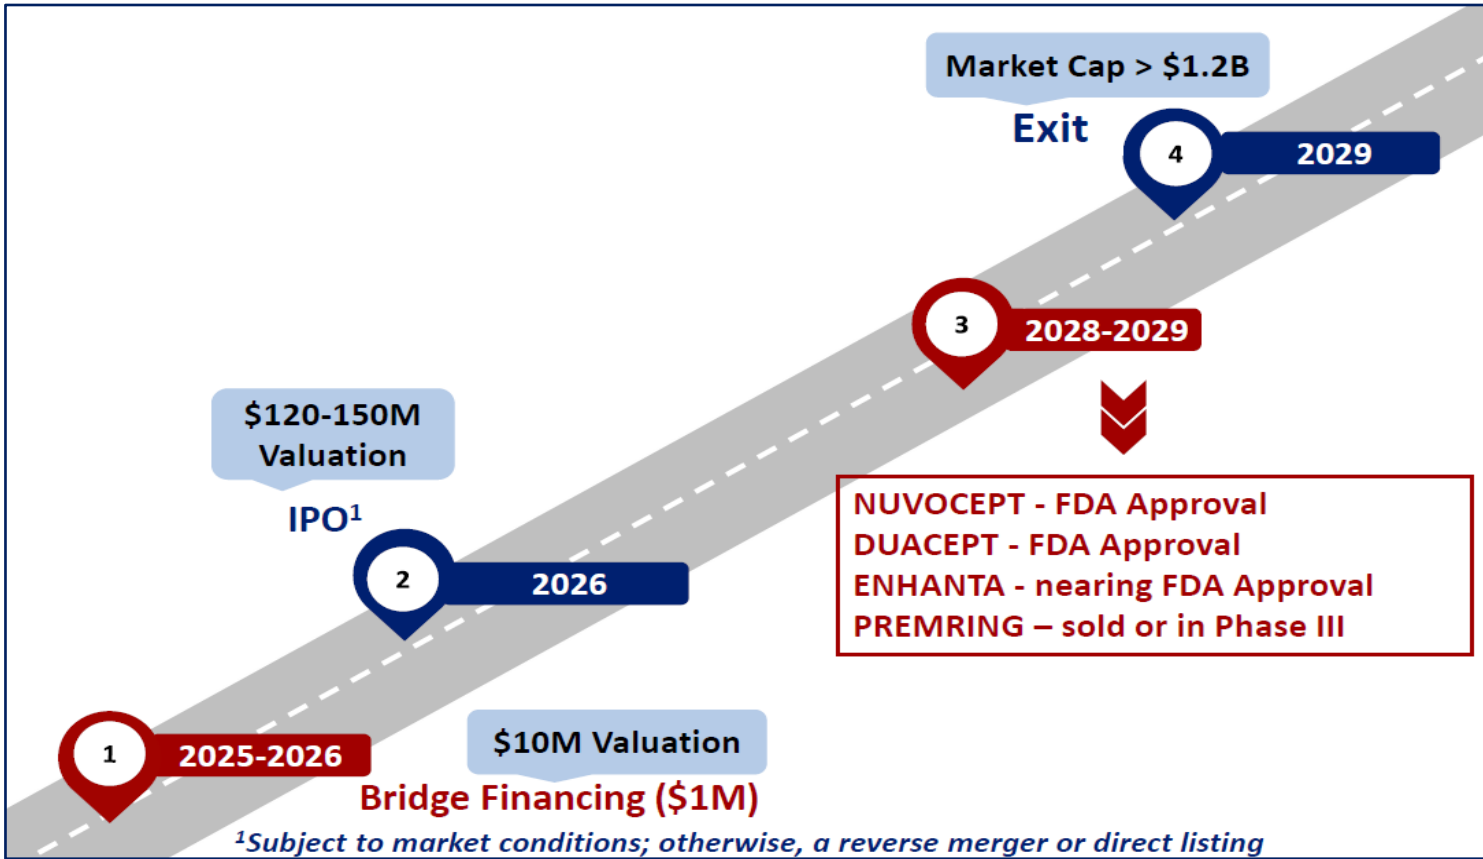 Market Cap > $1.2B
Exit
4
2029
3
2028-2029
$120-150M
Valuation
IPO¹
2
2026
NUVOCEPT - FDA Approval
DUACEPT - FDA Approval
ENHANTA - nearing FDA Approval
PREMRING – sold or in Phase III
1
2025-2026
$10M Valuation
Bridge Financing ($1M)
¹Subject to market conditions; otherwise, a reverse merger or direct listing